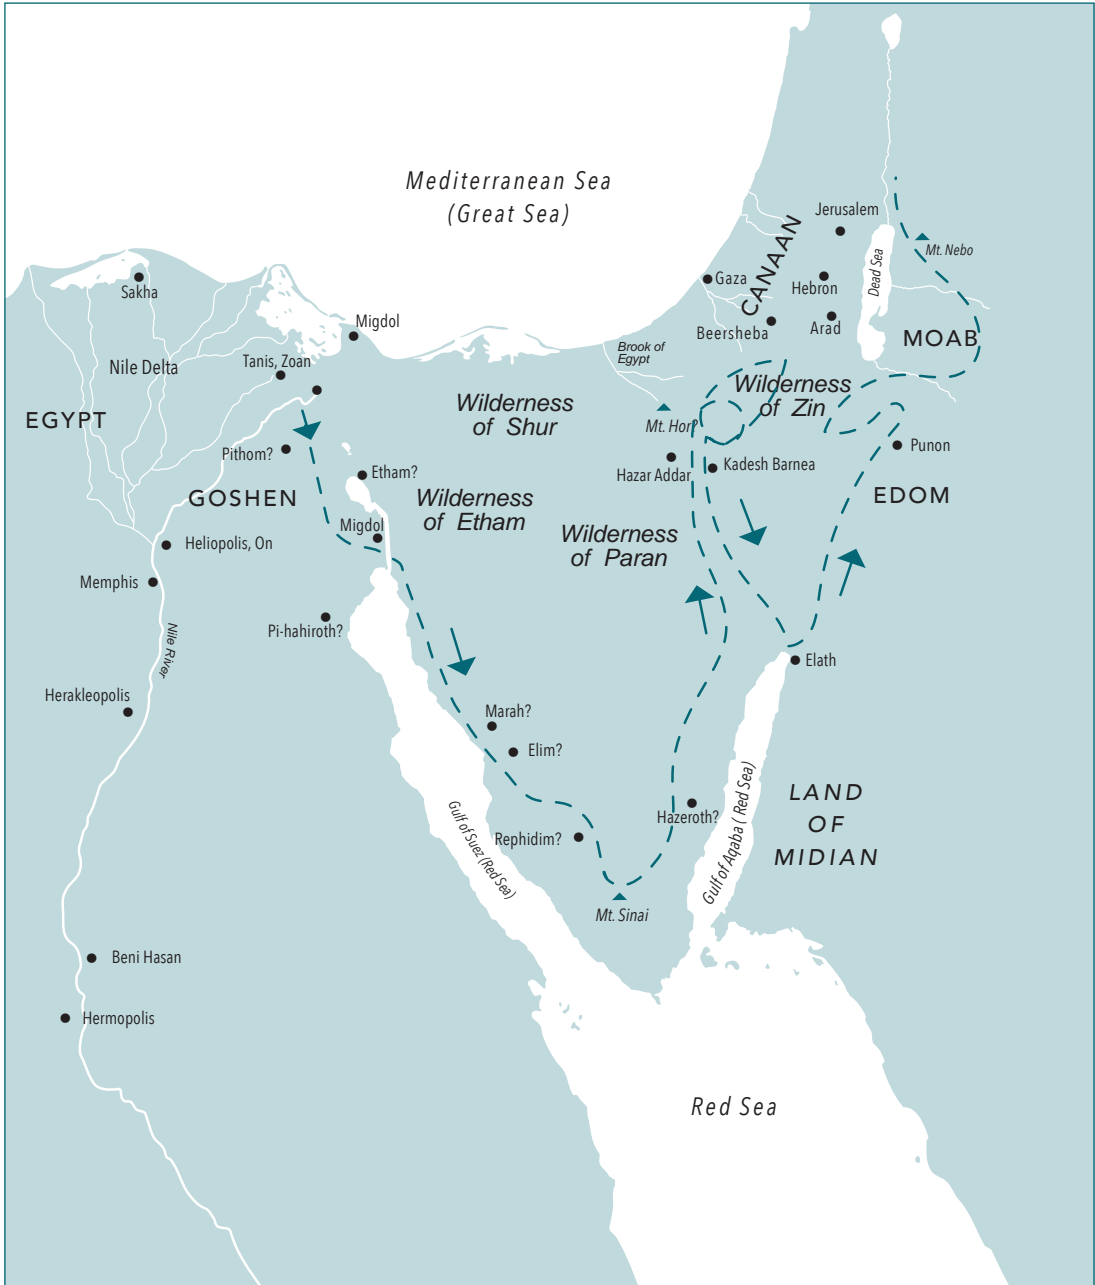 Mediterranean Sea
(Great Sea)
Jerusalem
CANAAN
Mt. Nebo
Dead Sea
Gaza
Hebron
Sakha
Migdol
Arad
Beersheba
MOAB
Brook of
Egypt
Tanis, Zoan
Nile Delta
Wilderness
of Zin
Wilderness
of Shur
EGYPT
Mt. Hor?
Pithom?
Punon
Kadesh Barnea
Hazar Addar
Etham?
GOSHEN
Wilderness
of Etham
EDOM
Migdol
Wilderness
of Paran
Heliopolis, On
Memphis
Pi-hahiroth?
Nile River
Elath
Herakleopolis
Marah?
Elim?
Gulf of Suez (Red Sea)
Gulf of Aqaba ( Red Sea)
LAND
OF
MIDIAN
Hazeroth?
Rephidim?
Mt. Sinai
Beni Hasan
Hermopolis
Red Sea